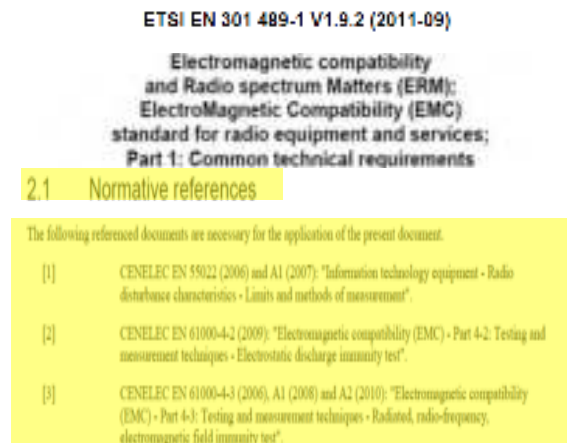 ETSI EN 301 489-1 V1.9.2 (2011-09)
Electromagnetic compatibility
and Radio spectrum Matters (ERM);
ElectroMagnetic Compatibility (EMC)
standard for radio equipment and services;
Part 1: Common technical requirements
2.1 Normative references
The following referenced documents are necessary for the application of the present document.
[1] CENELEC EN 55022 (2006) and A1 (2007): "Information technology equipment - Radio
disturbance characteristics - Limits and methods of measurement".
[2] CENELEC EN 61000-4-2 (2009): "Electromagnetic compatibility (EMC) - Part 4-2: Testing and
measurement techniques - Electrostatic discharge immunity test".
[3] CENELEC EN 61000-4-3 (2006), A1 (2008) and A2 (2010): "Electromagnetic compatibility
(EMC) - Part 4-3: Testing and measurement techniques - Radiated, radio-frequency,
electromagnetic field immunity test".